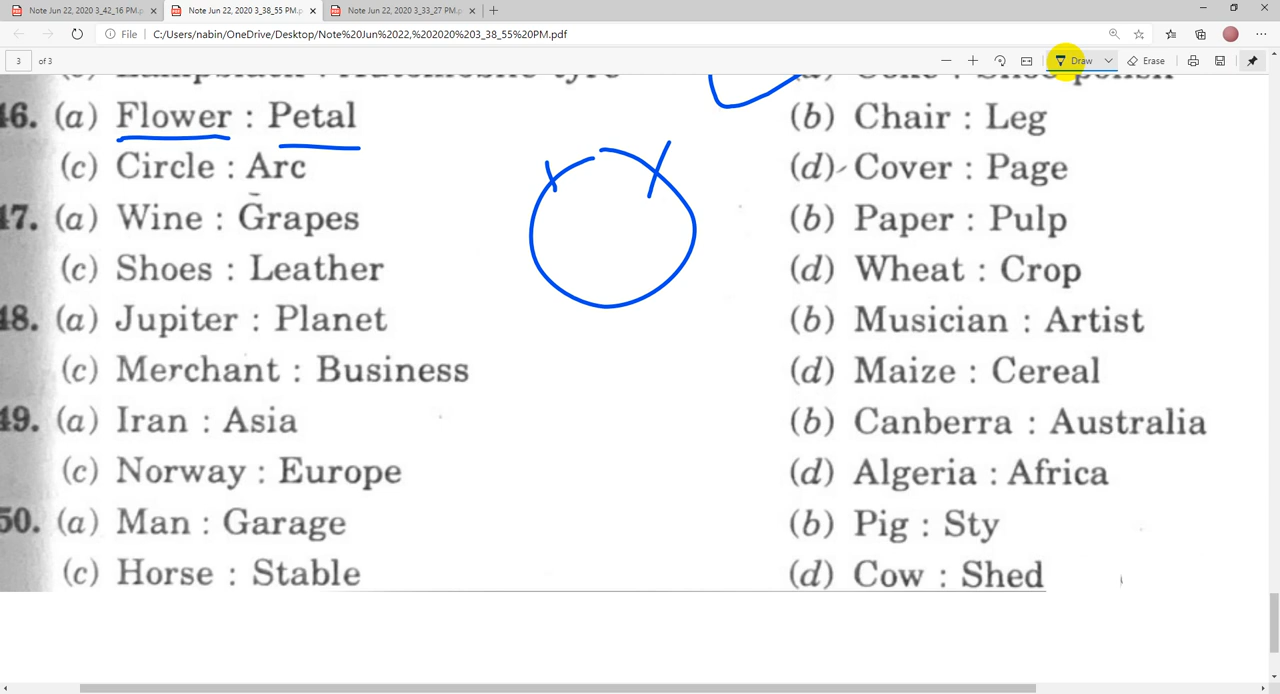 Note Jun 22, 2020 3_42_16 PM.p
Note Jun 22, 2020 3_38_55 PM.p
Note Jun 22, 2020 3_33_27 PM.p
File C:/Users/nabin/OneDrive/Desktop/Note%20Jun%2022,%202020%203_38_55%20PM.pdf
3 of 3 Draw Erase
46. (a) Flower : Petal (b) Chair : Leg
(c) Circle : Arc (d) Cover : Page
47. (a) Wine : Grapes (b) Paper : Pulp
(c) Shoes : Leather (d) Wheat : Crop
48. (a) Jupiter : Planet (b) Musician : Artist
(c) Merchant : Business (d) Maize : Cereal
49. (a) Iran : Asia (b) Canberra : Australia
(c) Norway : Europe (d) Algeria : Africa
50. (a) Man : Garage (b) Pig : Sty
(c) Horse : Stable (d) Cow : Shed